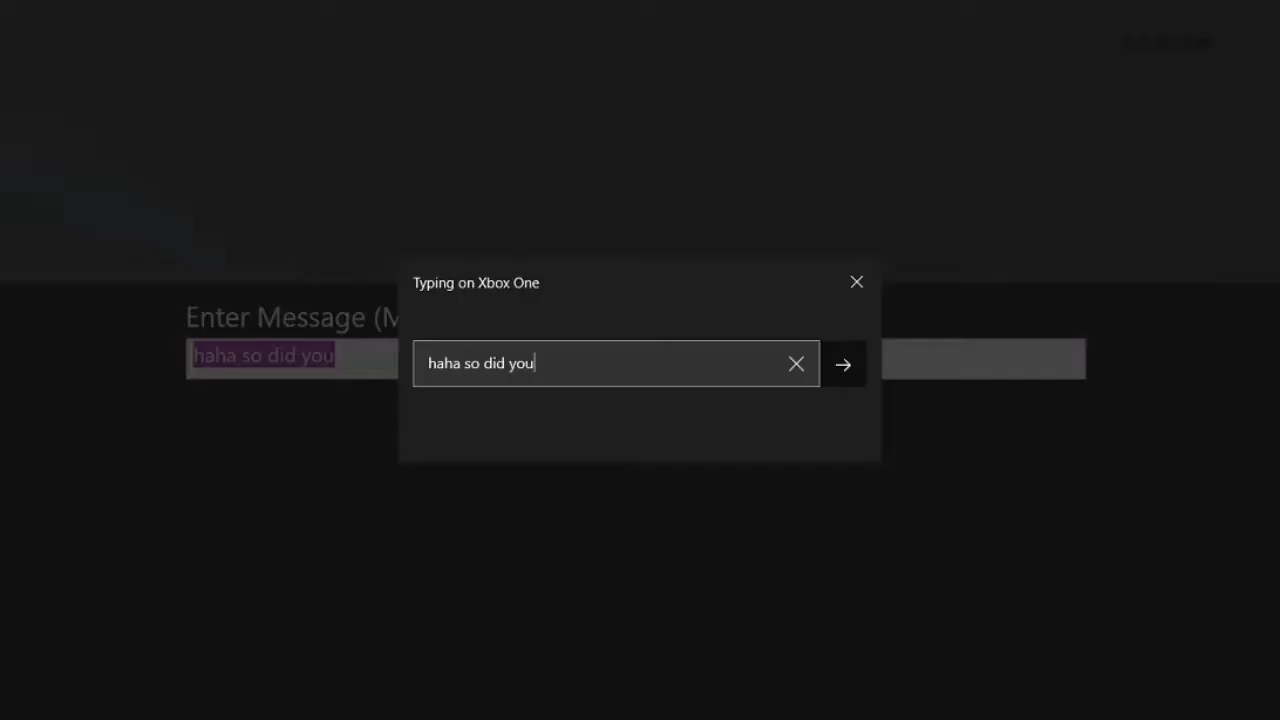 Typing on Xbox One
Enter Message (M
haha so did you
haha so did you